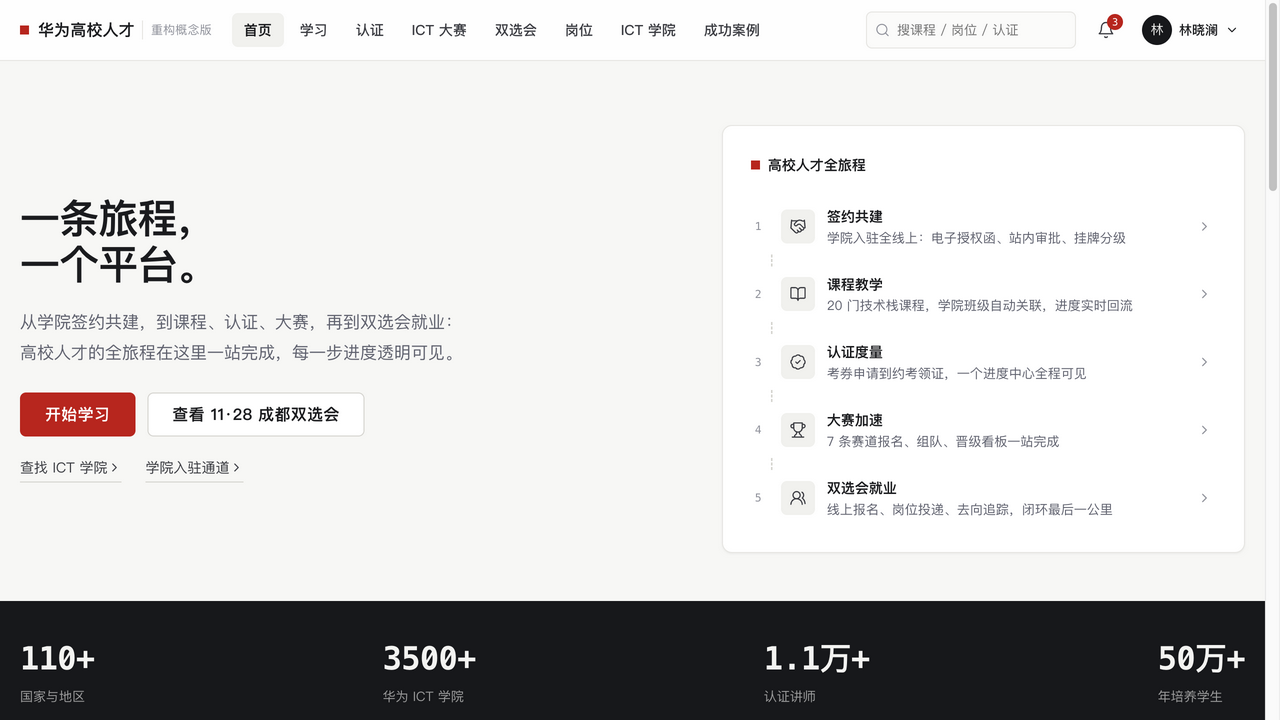 华为高校人才 重构概念版 首页 学习 认证 ICT 大赛 双选会 岗位 ICT 学院 成功案例 搜课程 / 岗位 / 认证 3 林 林晓澜
一条旅程，
一个平台。
从学院签约共建，到课程、认证、大赛，再到双选会就业：
高校人才的全旅程在这里一站完成，每一步进度透明可见。
开始学习 查看 11·28 成都双选会
查找 ICT 学院 学院入驻通道
高校人才全旅程
1 签约共建
学院入驻全线上：电子授权函、站内审批、挂牌分级
2 课程教学
20 门技术栈课程，学院班级自动关联，进度实时回流
3 认证度量
考券申请到约考领证，一个进度中心全程可见
4 大赛加速
7 条赛道报名、组队、晋级看板一站完成
5 双选会就业
线上报名、岗位投递、去向追踪，闭环最后一公里
110+ 3500+ 1.1万+ 50万+
国家与地区 华为 ICT 学院 认证讲师 年培养学生